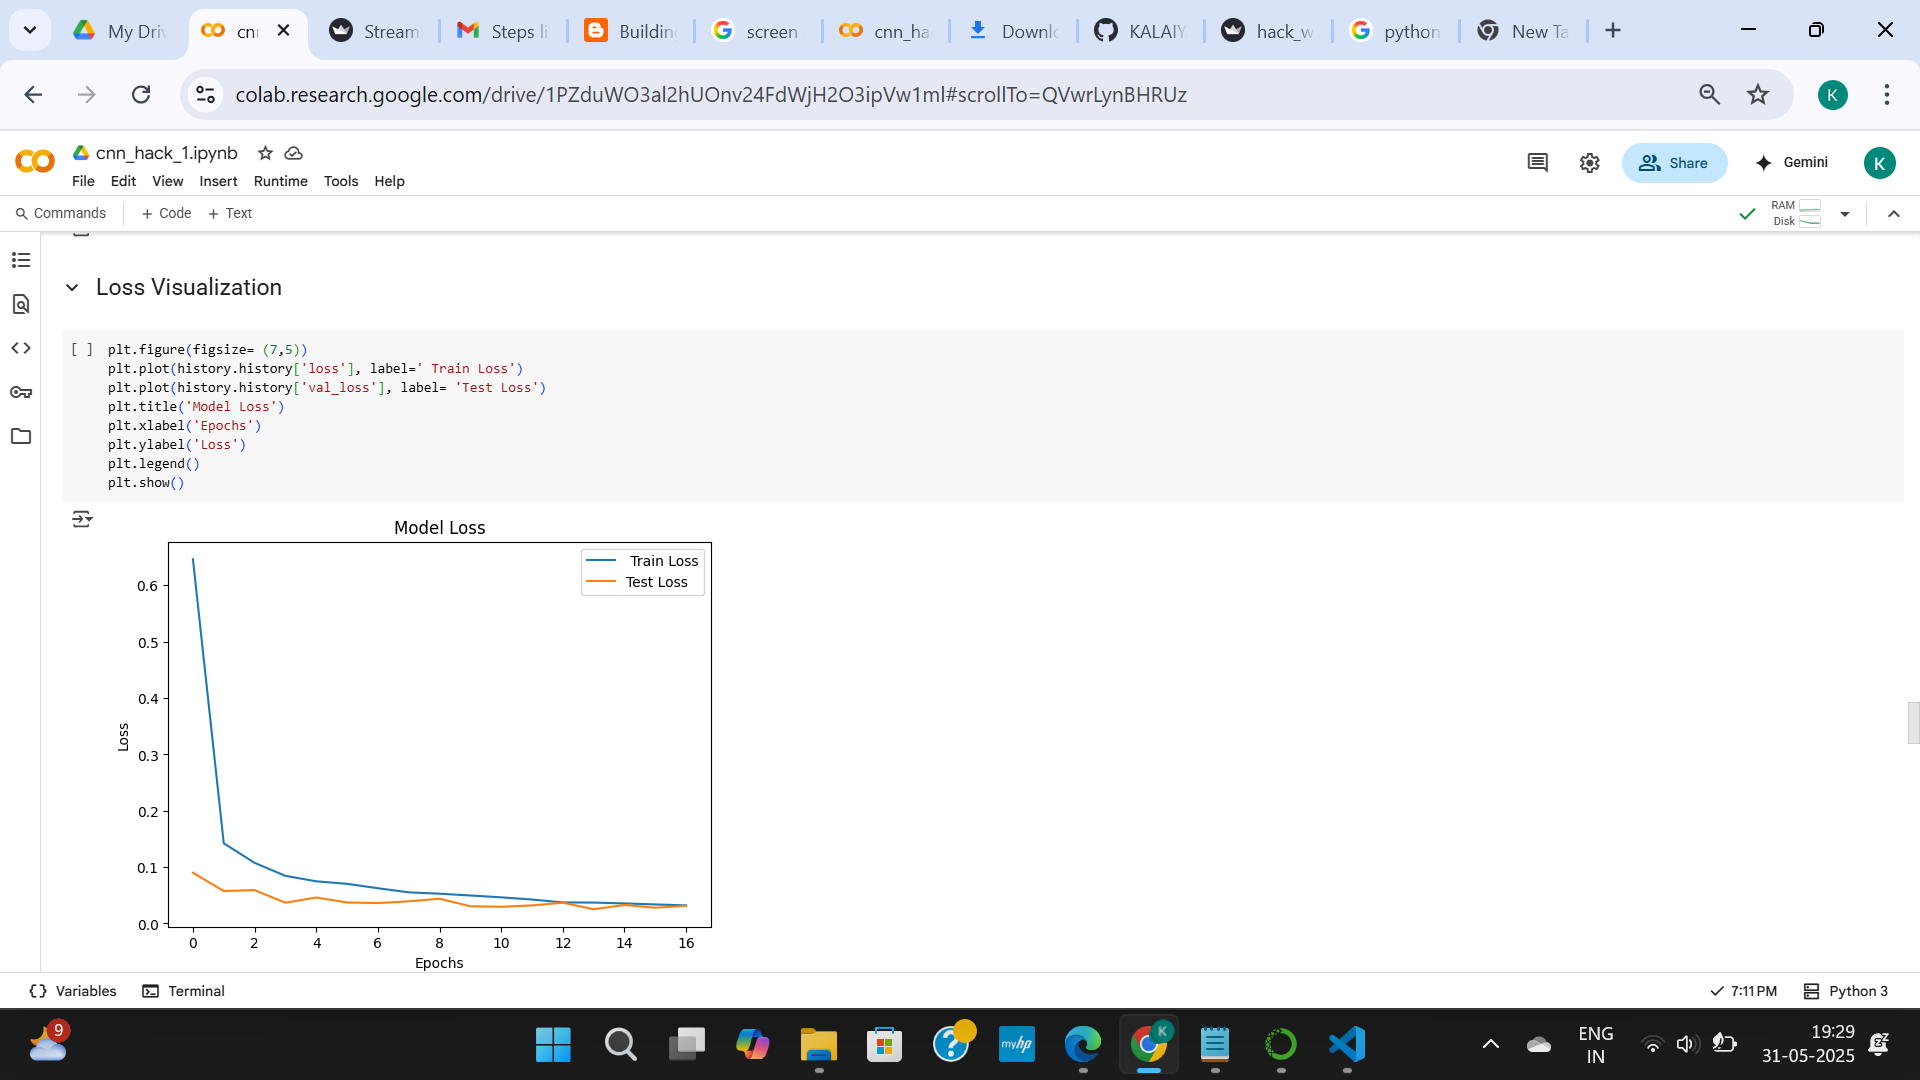 My Driv
cni
Streaml
Steps li
Building
screen
cnn_ha
Downlo
KALAIY
hack_w
python
New Ta
colab.research.google.com/drive/1PZduWO3al2hUOnv24FdWjH2O3ipVw1ml#scrollTo=QVwrLynBHRUz
K
cnn_hack_1.ipynb
Share
Gemini
K
File Edit View Insert Runtime Tools Help
Commands + Code + Text
RAM
Disk
Loss Visualization
[ ] plt.figure(figsize= (7,5))
plt.plot(history.history['loss'], label=' Train Loss')
plt.plot(history.history['val_loss'], label= 'Test Loss')
plt.title('Model Loss')
plt.xlabel('Epochs')
plt.ylabel('Loss')
plt.legend()
plt.show()
Model Loss
Train Loss
Test Loss
0.6
0.5
0.4
0.3
0.2
0.1
0.0
Loss
0 2 4 6 8 10 12 14 16
Epochs
Variables Terminal
7:11 PM Python 3
9
myhp
K
ENG
IN
19:29
31-05-2025